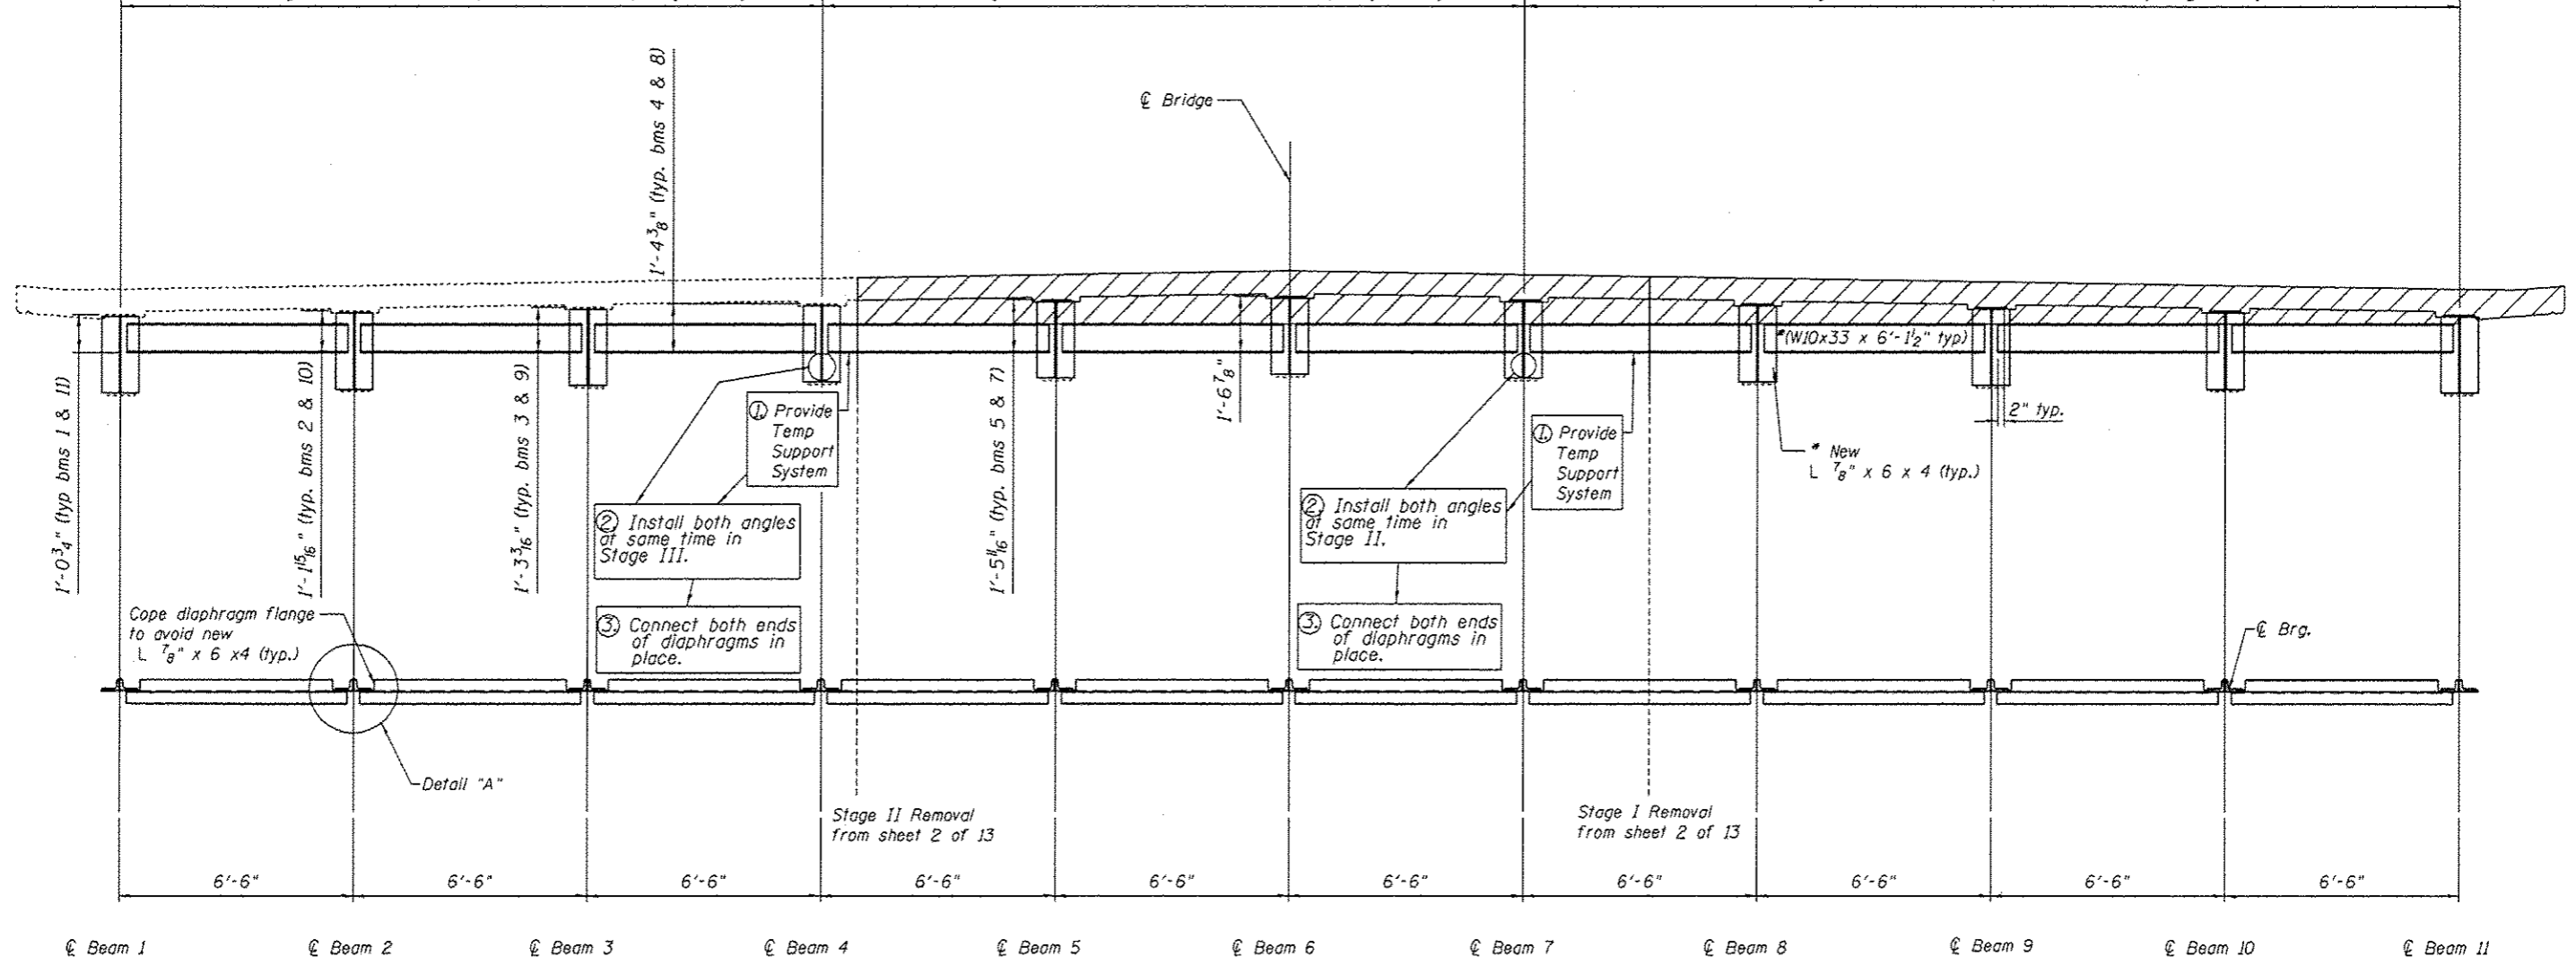 1'-4 3/8" (typ. bms 4 & 8)
℄ Bridge
1'-0 3/4" (typ bms 1 & 11)
1'-1 15/16" (typ. bms 2 & 10)
1'-3 3/16" (typ. bms 3 & 9)
1'-5 11/16" (typ. bms 5 & 7)
1'-6 7/8"
*(W10x33 x 6'-1 1/2" typ)
2" typ.
* New
L 7/8" x 6 x 4 (typ.)
1. Provide
Temp
Support
System
2. Install both angles
at same time in
Stage III.
3. Connect both ends
of diaphragms in
place.
1. Provide
Temp
Support
System
2. Install both angles
at same time in
Stage II.
3. Connect both ends
of diaphragms in
place.
Cope diaphragm flange
to avoid new
L 7/8" x 6 x4 (typ.)
℄ Brg.
Detail "A"
Stage II Removal
from sheet 2 of 13
Stage I Removal
from sheet 2 of 13
6'-6" 6'-6" 6'-6" 6'-6" 6'-6" 6'-6" 6'-6" 6'-6" 6'-6" 6'-6"
℄ Beam 1 ℄ Beam 2 ℄ Beam 3 ℄ Beam 4 ℄ Beam 5 ℄ Beam 6 ℄ Beam 7 ℄ Beam 8 ℄ Beam 9 ℄ Beam 10 ℄ Beam 11